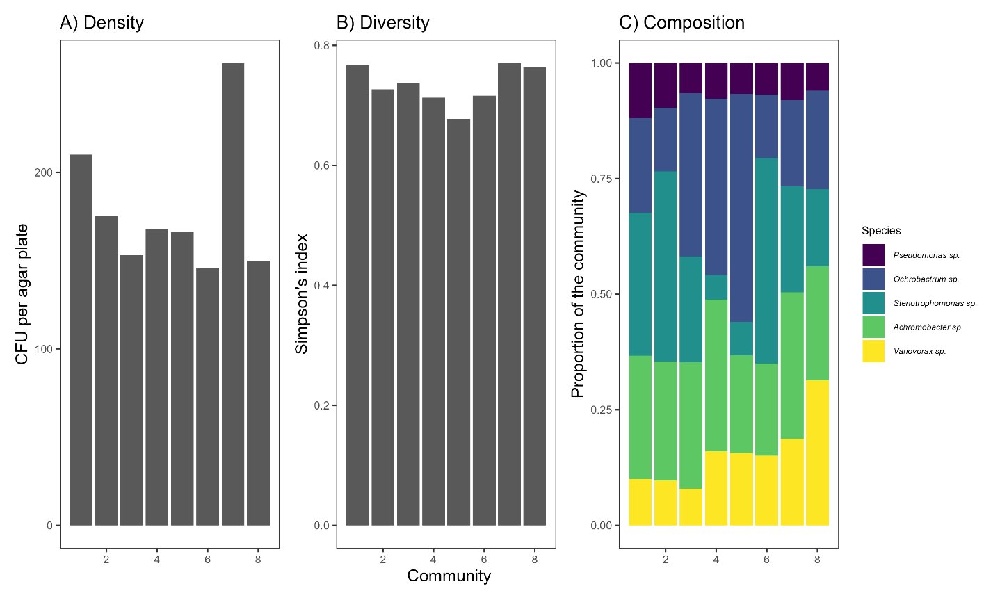 A) Density
B) Diversity
C) Composition
CFU per agar plate
200
100
0
2
4
6
8
Simpson's index
0.8
0.6
0.4
0.2
0.0
2
4
6
8
Community
Proportion of the community
1.00
0.75
0.50
0.25
0.00
2
4
6
8
Species
Pseudomonas sp.
Ochrobactrum sp.
Stenotrophomonas sp.
Achromobacter sp.
Variovorax sp.